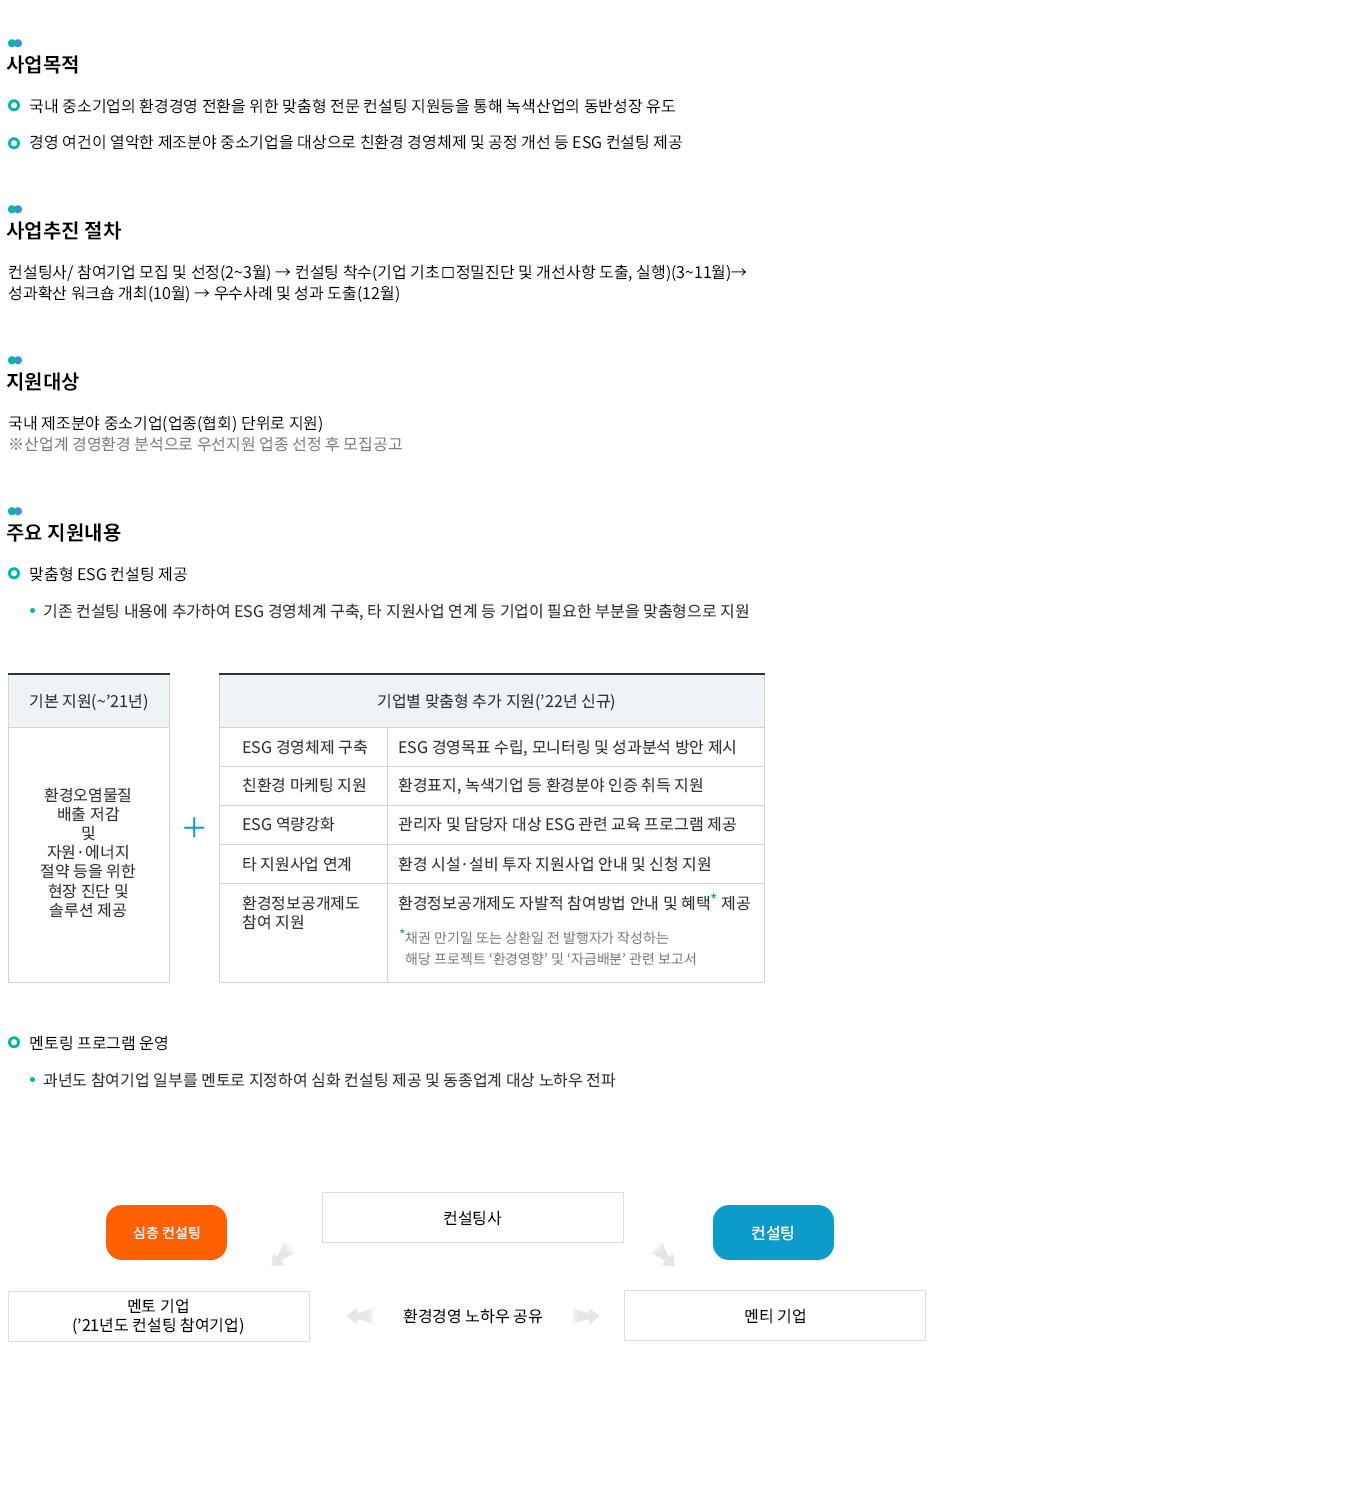 사업목적
국내 중소기업의 환경경영 전환을 위한 맞춤형 전문 컨설팅 지원등을 통해 녹색산업의 동반성장 유도
경영 여건이 열악한 제조분야 중소기업을 대상으로 친환경 경영체제 및 공정 개선 등 ESG 컨설팅 제공
사업추진 절차
컨설팅사/ 참여기업 모집 및 선정(2~3월) → 컨설팅 착수(기업 기초□정밀진단 및 개선사항 도출, 실행)(3~11월)→
성과확산 워크숍 개최(10월) → 우수사례 및 성과 도출(12월)
지원대상
국내 제조분야 중소기업(업종(협회) 단위로 지원)
※산업계 경영환경 분석으로 우선지원 업종 선정 후 모집공고
주요 지원내용
맞춤형 ESG 컨설팅 제공
• 기존 컨설팅 내용에 추가하여 ESG 경영체계 구축, 타 지원사업 연계 등 기업이 필요한 부분을 맞춤형으로 지원
기본 지원(~’21년)
환경오염물질
배출 저감
및
자원·에너지
절약 등을 위한
현장 진단 및
솔루션 제공
+
기업별 맞춤형 추가 지원(’22년 신규)
ESG 경영체제 구축 ESG 경영목표 수립, 모니터링 및 성과분석 방안 제시
친환경 마케팅 지원 환경표지, 녹색기업 등 환경분야 인증 취득 지원
ESG 역량강화 관리자 및 담당자 대상 ESG 관련 교육 프로그램 제공
타 지원사업 연계 환경 시설·설비 투자 지원사업 안내 및 신청 지원
환경정보공개제도
참여 지원
환경정보공개제도 자발적 참여방법 안내 및 혜택* 제공
*채권 만기일 또는 상환일 전 발행자가 작성하는
해당 프로젝트 ‘환경영향’ 및 ‘자금배분’ 관련 보고서
멘토링 프로그램 운영
• 과년도 참여기업 일부를 멘토로 지정하여 심화 컨설팅 제공 및 동종업계 대상 노하우 전파
심층 컨설팅
컨설팅사
컨설팅
멘토 기업
(’21년도 컨설팅 참여기업)
환경경영 노하우 공유
멘티 기업